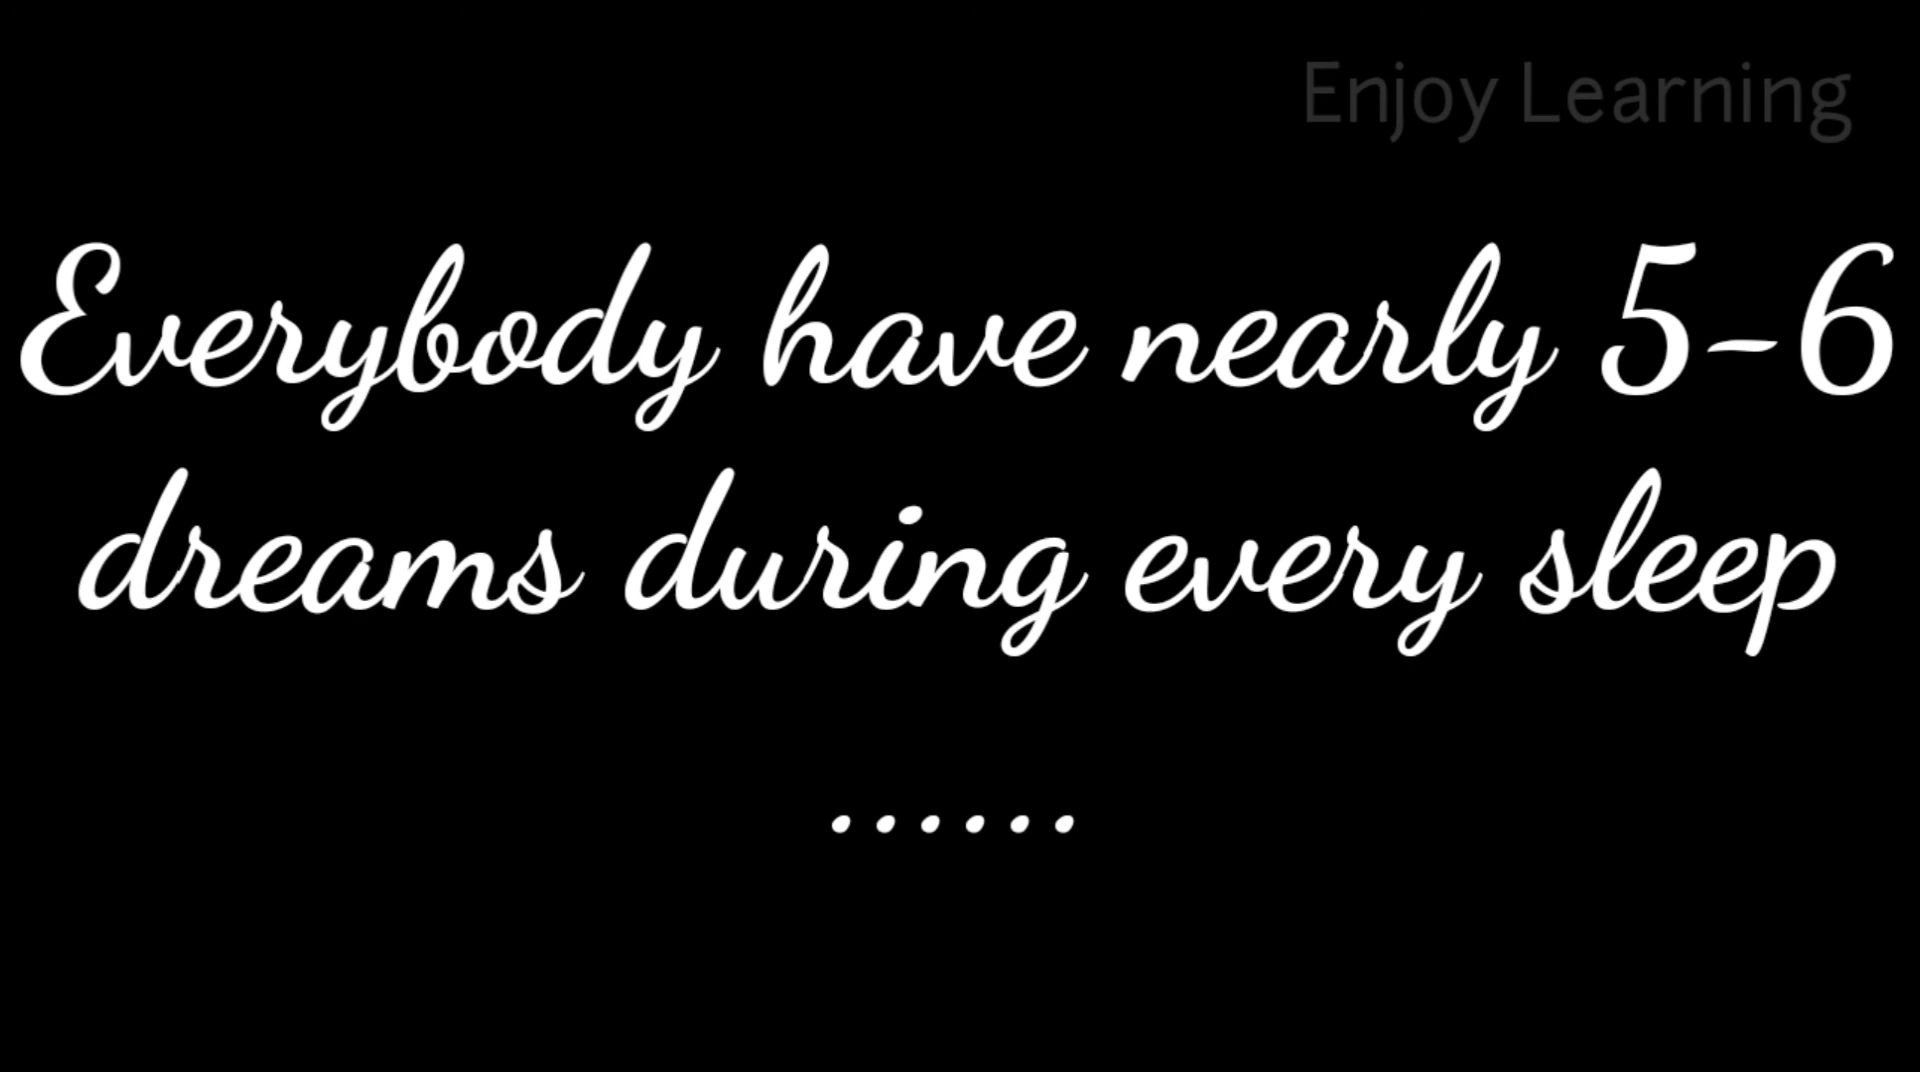 Enjoy Learning
Everybody have nearly 5-6
dreams during every sleep
......